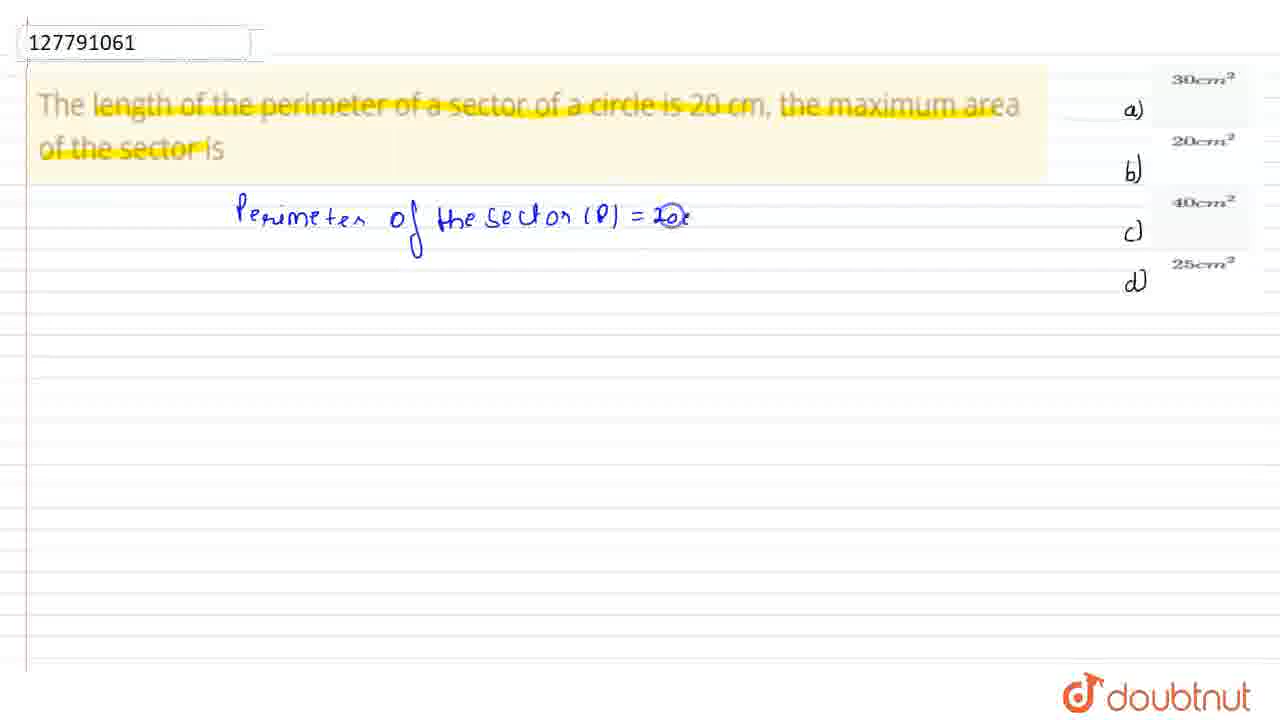 127791061
The length of the perimeter of a sector of a circle is 20 cm, the maximum area
of the sector is
Perimeter of the sector (P) =
a) 30cm²
b) 20cm²
c) 40cm²
d) 25cm²
doubtnut